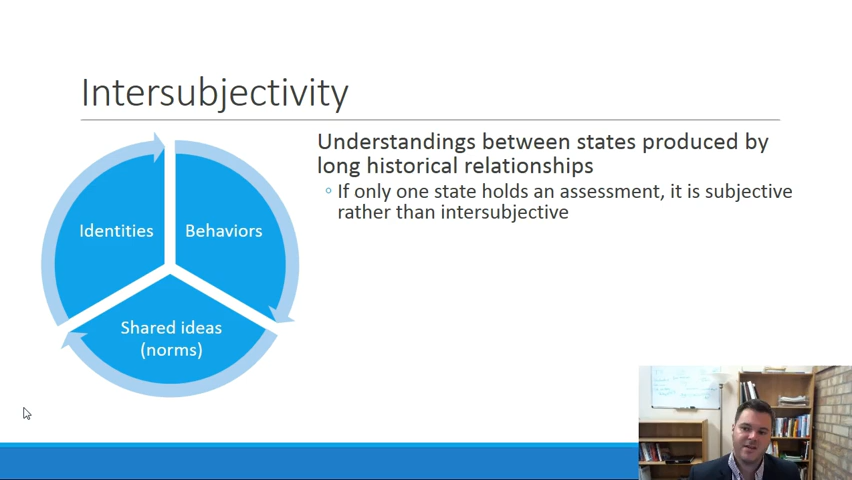 Intersubjectivity
Understandings between states produced by
long historical relationships
If only one state holds an assessment, it is subjective
rather than intersubjective
Identities
Behaviors
Shared ideas
(norms)